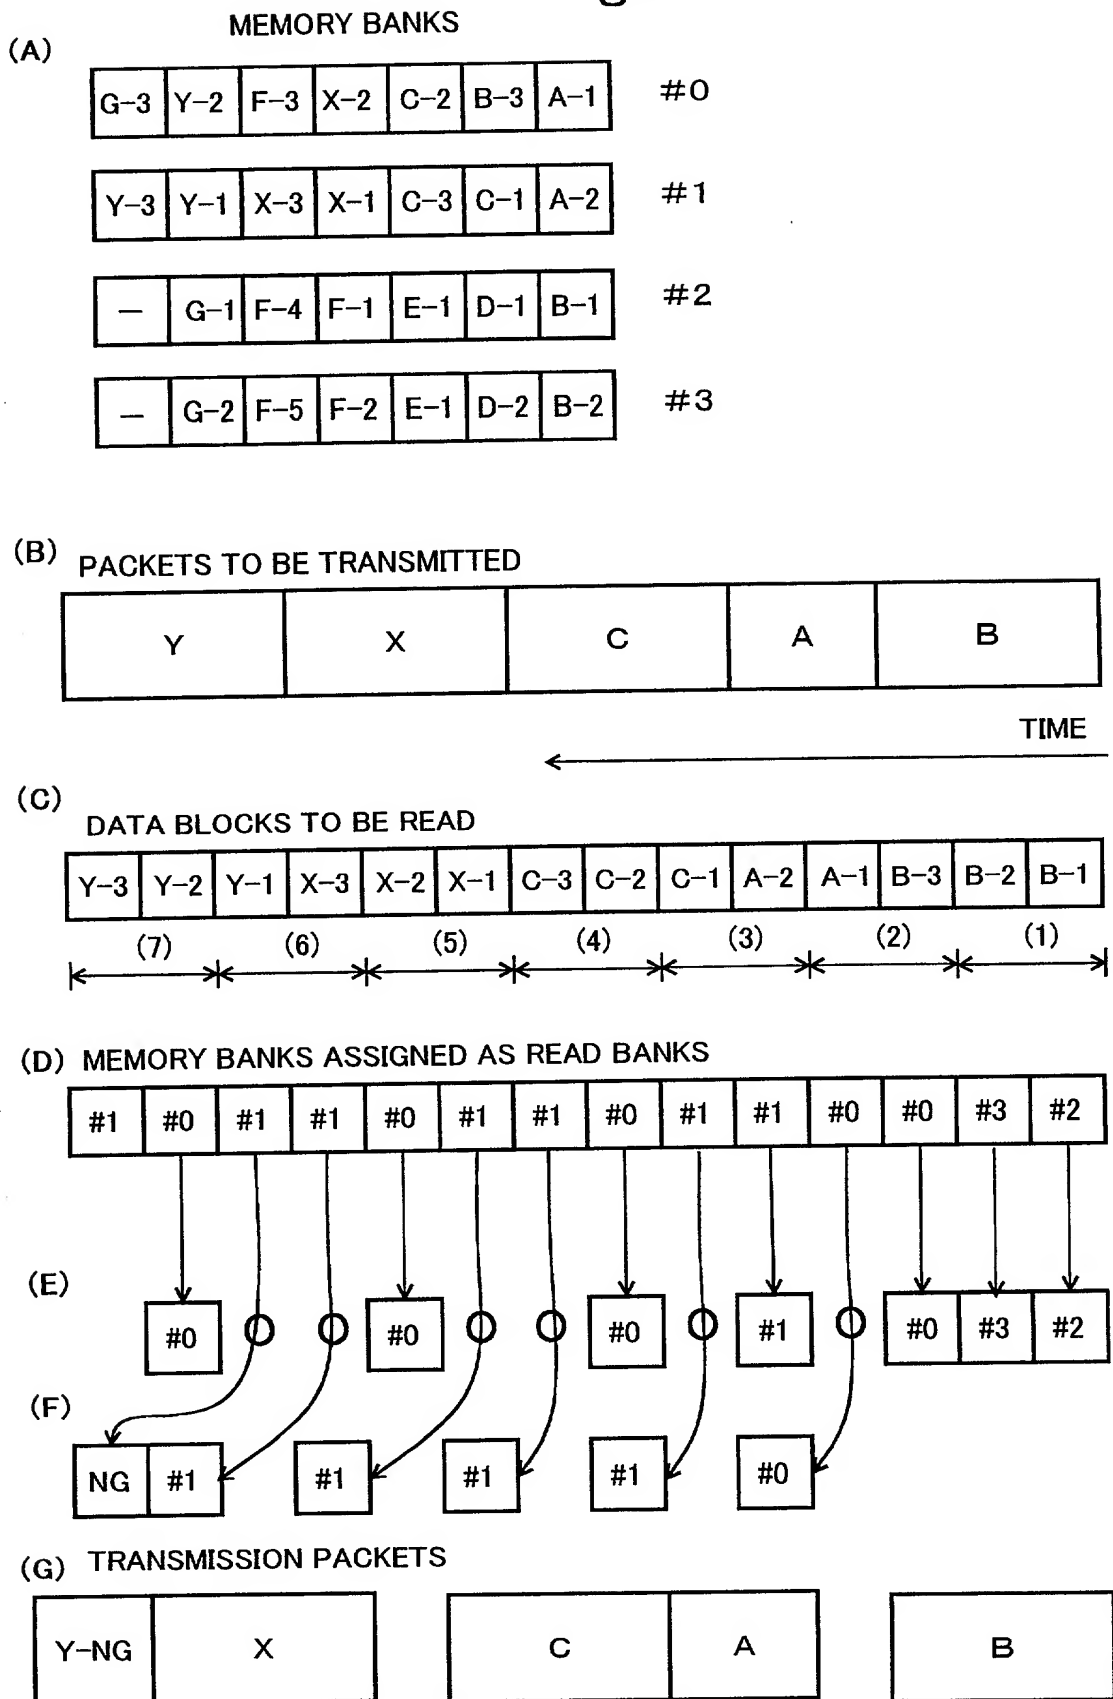 MEMORY BANKS
(A)
G-3 Y-2 F-3 X-2 C-2 B-3 A-1 #0
Y-3 Y-1 X-3 X-1 C-3 C-1 A-2 #1
— G-1 F-4 F-1 E-1 D-1 B-1 #2
— G-2 F-5 F-2 E-1 D-2 B-2 #3
(B) PACKETS TO BE TRANSMITTED
Y X C A B
TIME
(C)
DATA BLOCKS TO BE READ
Y-3 Y-2 Y-1 X-3 X-2 X-1 C-3 C-2 C-1 A-2 A-1 B-3 B-2 B-1
(7) (6) (5) (4) (3) (2) (1)
(D) MEMORY BANKS ASSIGNED AS READ BANKS
#1 #0 #1 #1 #0 #1 #1 #0 #1 #1 #0 #0 #3 #2
(E)
#0 #0 #0 #1 #0 #3 #2
(F)
NG #1 #1 #1 #1 #0
(G) TRANSMISSION PACKETS
Y-NG X C A B